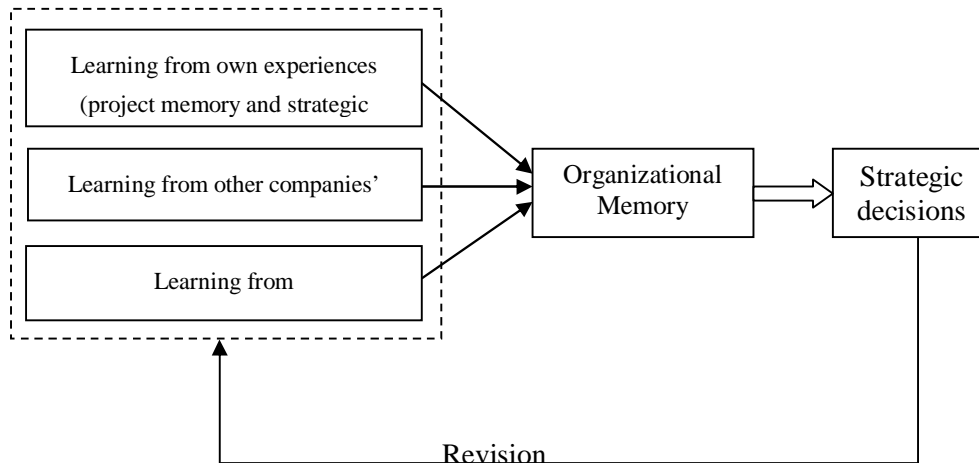 Learning from own experiences
(project memory and strategic
Learning from other companies’
Learning from
Organizational
Memory
Strategic
decisions
Revision